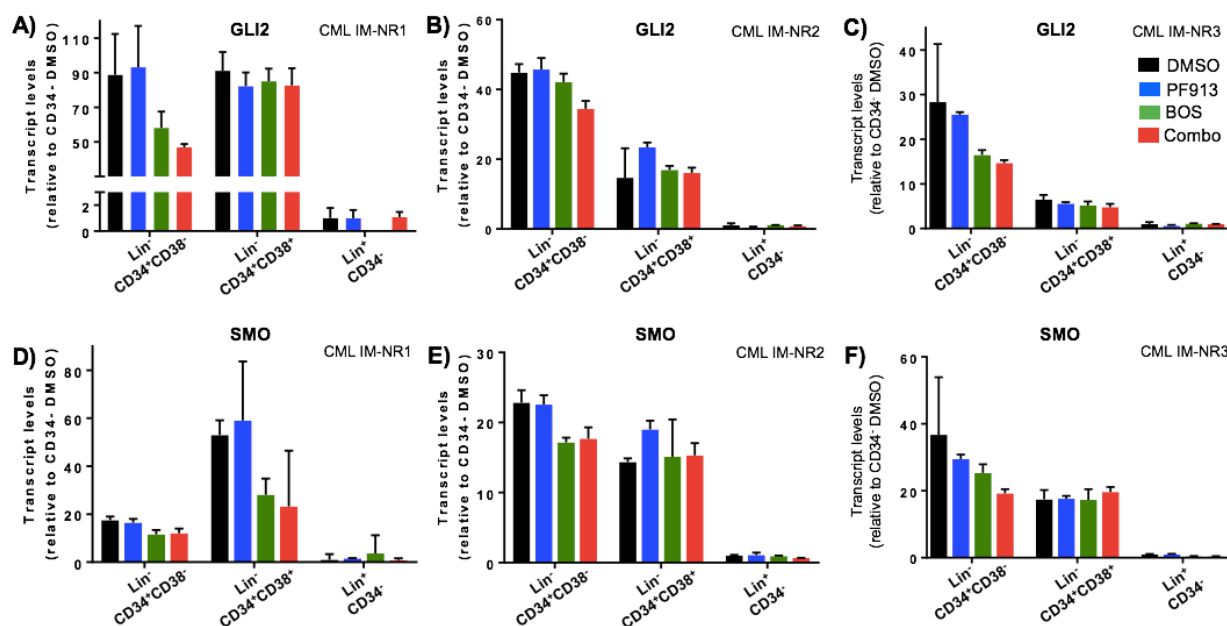 A)
GLI2
CML IM-NR1
Transcript levels
(relative to CD34- DMSO)
110
90
70
50
2
0
Lin⁻
CD34⁺CD38⁻
Lin⁻
CD34⁺CD38⁺
Lin⁺
CD34⁻
B)
GLI2
CML IM-NR2
Transcript levels
(relative to CD34- DMSO)
60
40
20
0
Lin⁻
CD34⁺CD38⁻
Lin⁻
CD34⁺CD38⁺
Lin⁺
CD34⁻
C)
GLI2
CML IM-NR3
DMSO
PF913
BOS
Combo
Transcript levels
(relative to CD34⁻ DMSO)
40
30
20
10
0
Lin⁻
CD34⁺CD38⁻
Lin⁻
CD34⁺CD38⁺
Lin⁺
CD34⁻
D)
SMO
CML IM-NR1
Transcript levels
(relative to CD34- DMSO)
80
60
40
20
0
Lin⁻
CD34⁺CD38⁻
Lin⁻
CD34⁺CD38⁺
Lin⁺
CD34⁻
E)
SMO
CML IM-NR2
Transcript levels
(relative to CD34- DMSO)
30
20
10
0
Lin⁻
CD34⁺CD38⁻
Lin⁻
CD34⁺CD38⁺
Lin⁺
CD34⁻
F)
SMO
CML IM-NR3
Transcript levels
(relative to CD34⁻ DMSO)
60
40
20
0
Lin⁻
CD34⁺CD38⁻
Lin⁻
CD34⁺CD38⁺
Lin⁺
CD34⁻